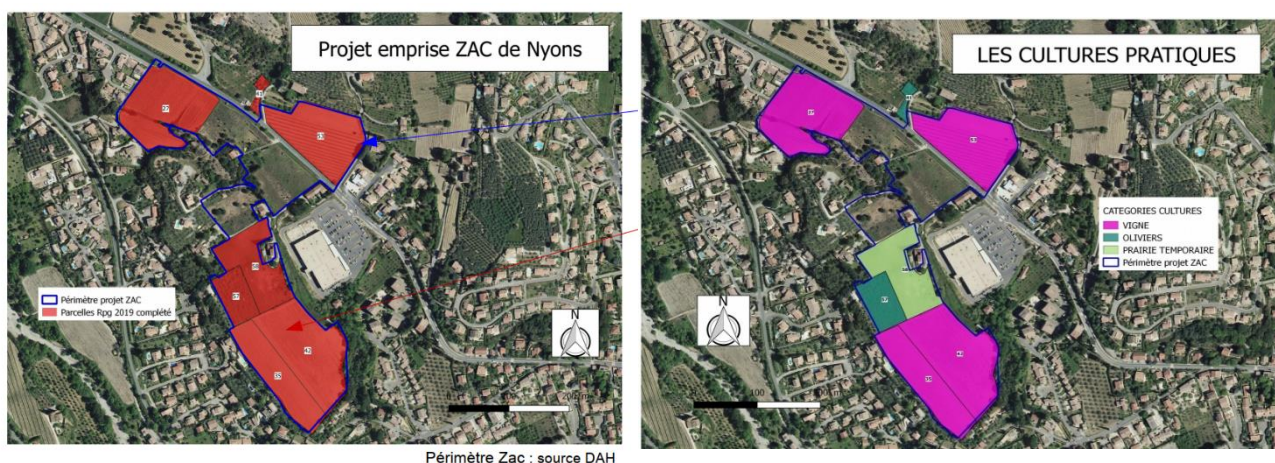 Projet emprise ZAC de Nyons
Périmètre projet ZAC
Parcelles Rpg 2019 complété
N
Périmètre Zac : source DAH
LES CULTURES PRATIQUES
CATEGORIES CULTURES
VIGNE
OLIVIERS
PRAIRIE TEMPORAIRE
Périmètre projet ZAC
N
100